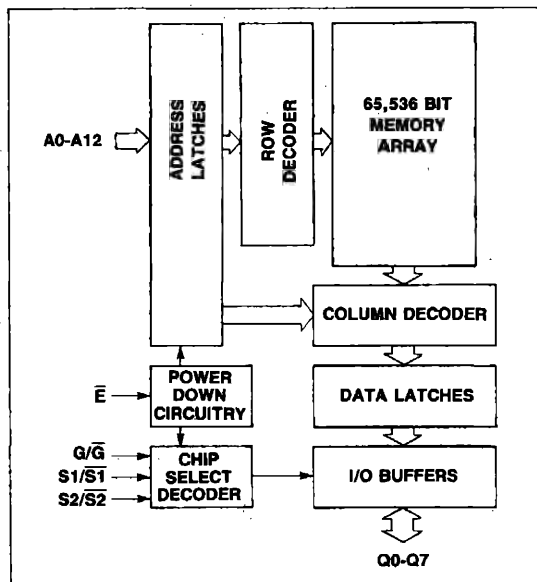 A0-A12
ADDRESS
LATCHES
ROW
DECODER
65,536 BIT
MEMORY
ARRAY
COLUMN DECODER
E̅
POWER
DOWN
CIRCUITRY
DATA LATCHES
G/G̅
S1/S̅1̅
S2/S̅2̅
CHIP
SELECT
DECODER
I/O BUFFERS
Q0-Q7